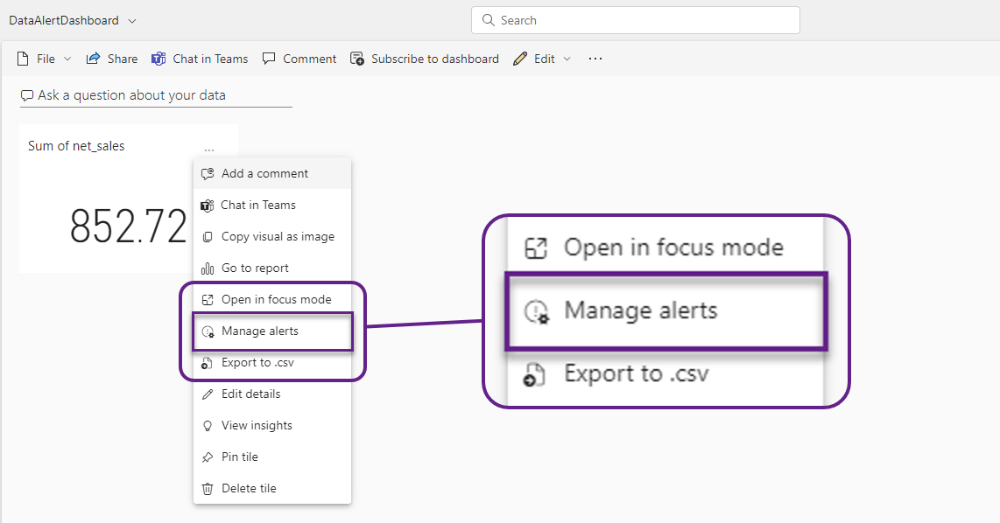 DataAlertDashboard
Search
File Share Chat in Teams Comment Subscribe to dashboard Edit ...
Ask a question about your data
Sum of net_sales ...
852.72
Add a comment
Chat in Teams
Copy visual as image
Go to report
Open in focus mode
Manage alerts
Export to .csv
Edit details
View insights
Pin tile
Delete tile
Open in focus mode
Manage alerts
Export to .csv